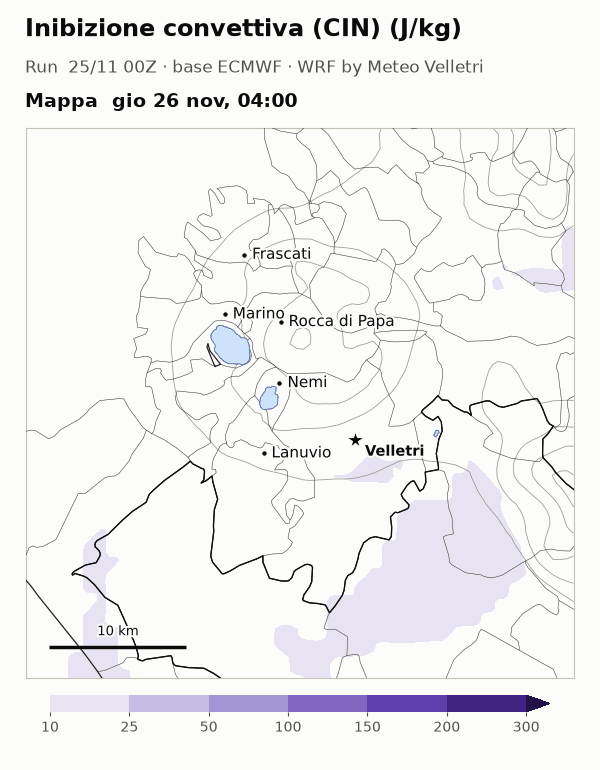 Inibizione convettiva (CIN) (J/kg)
Run  25/11 00Z · base ECMWF · WRF by Meteo Velletri
Mappa  gio 26 nov, 04:00
Frascati
Marino
Rocca di Papa
Nemi
Velletri
Lanuvio
10 km
10 25 50 100 150 200 300